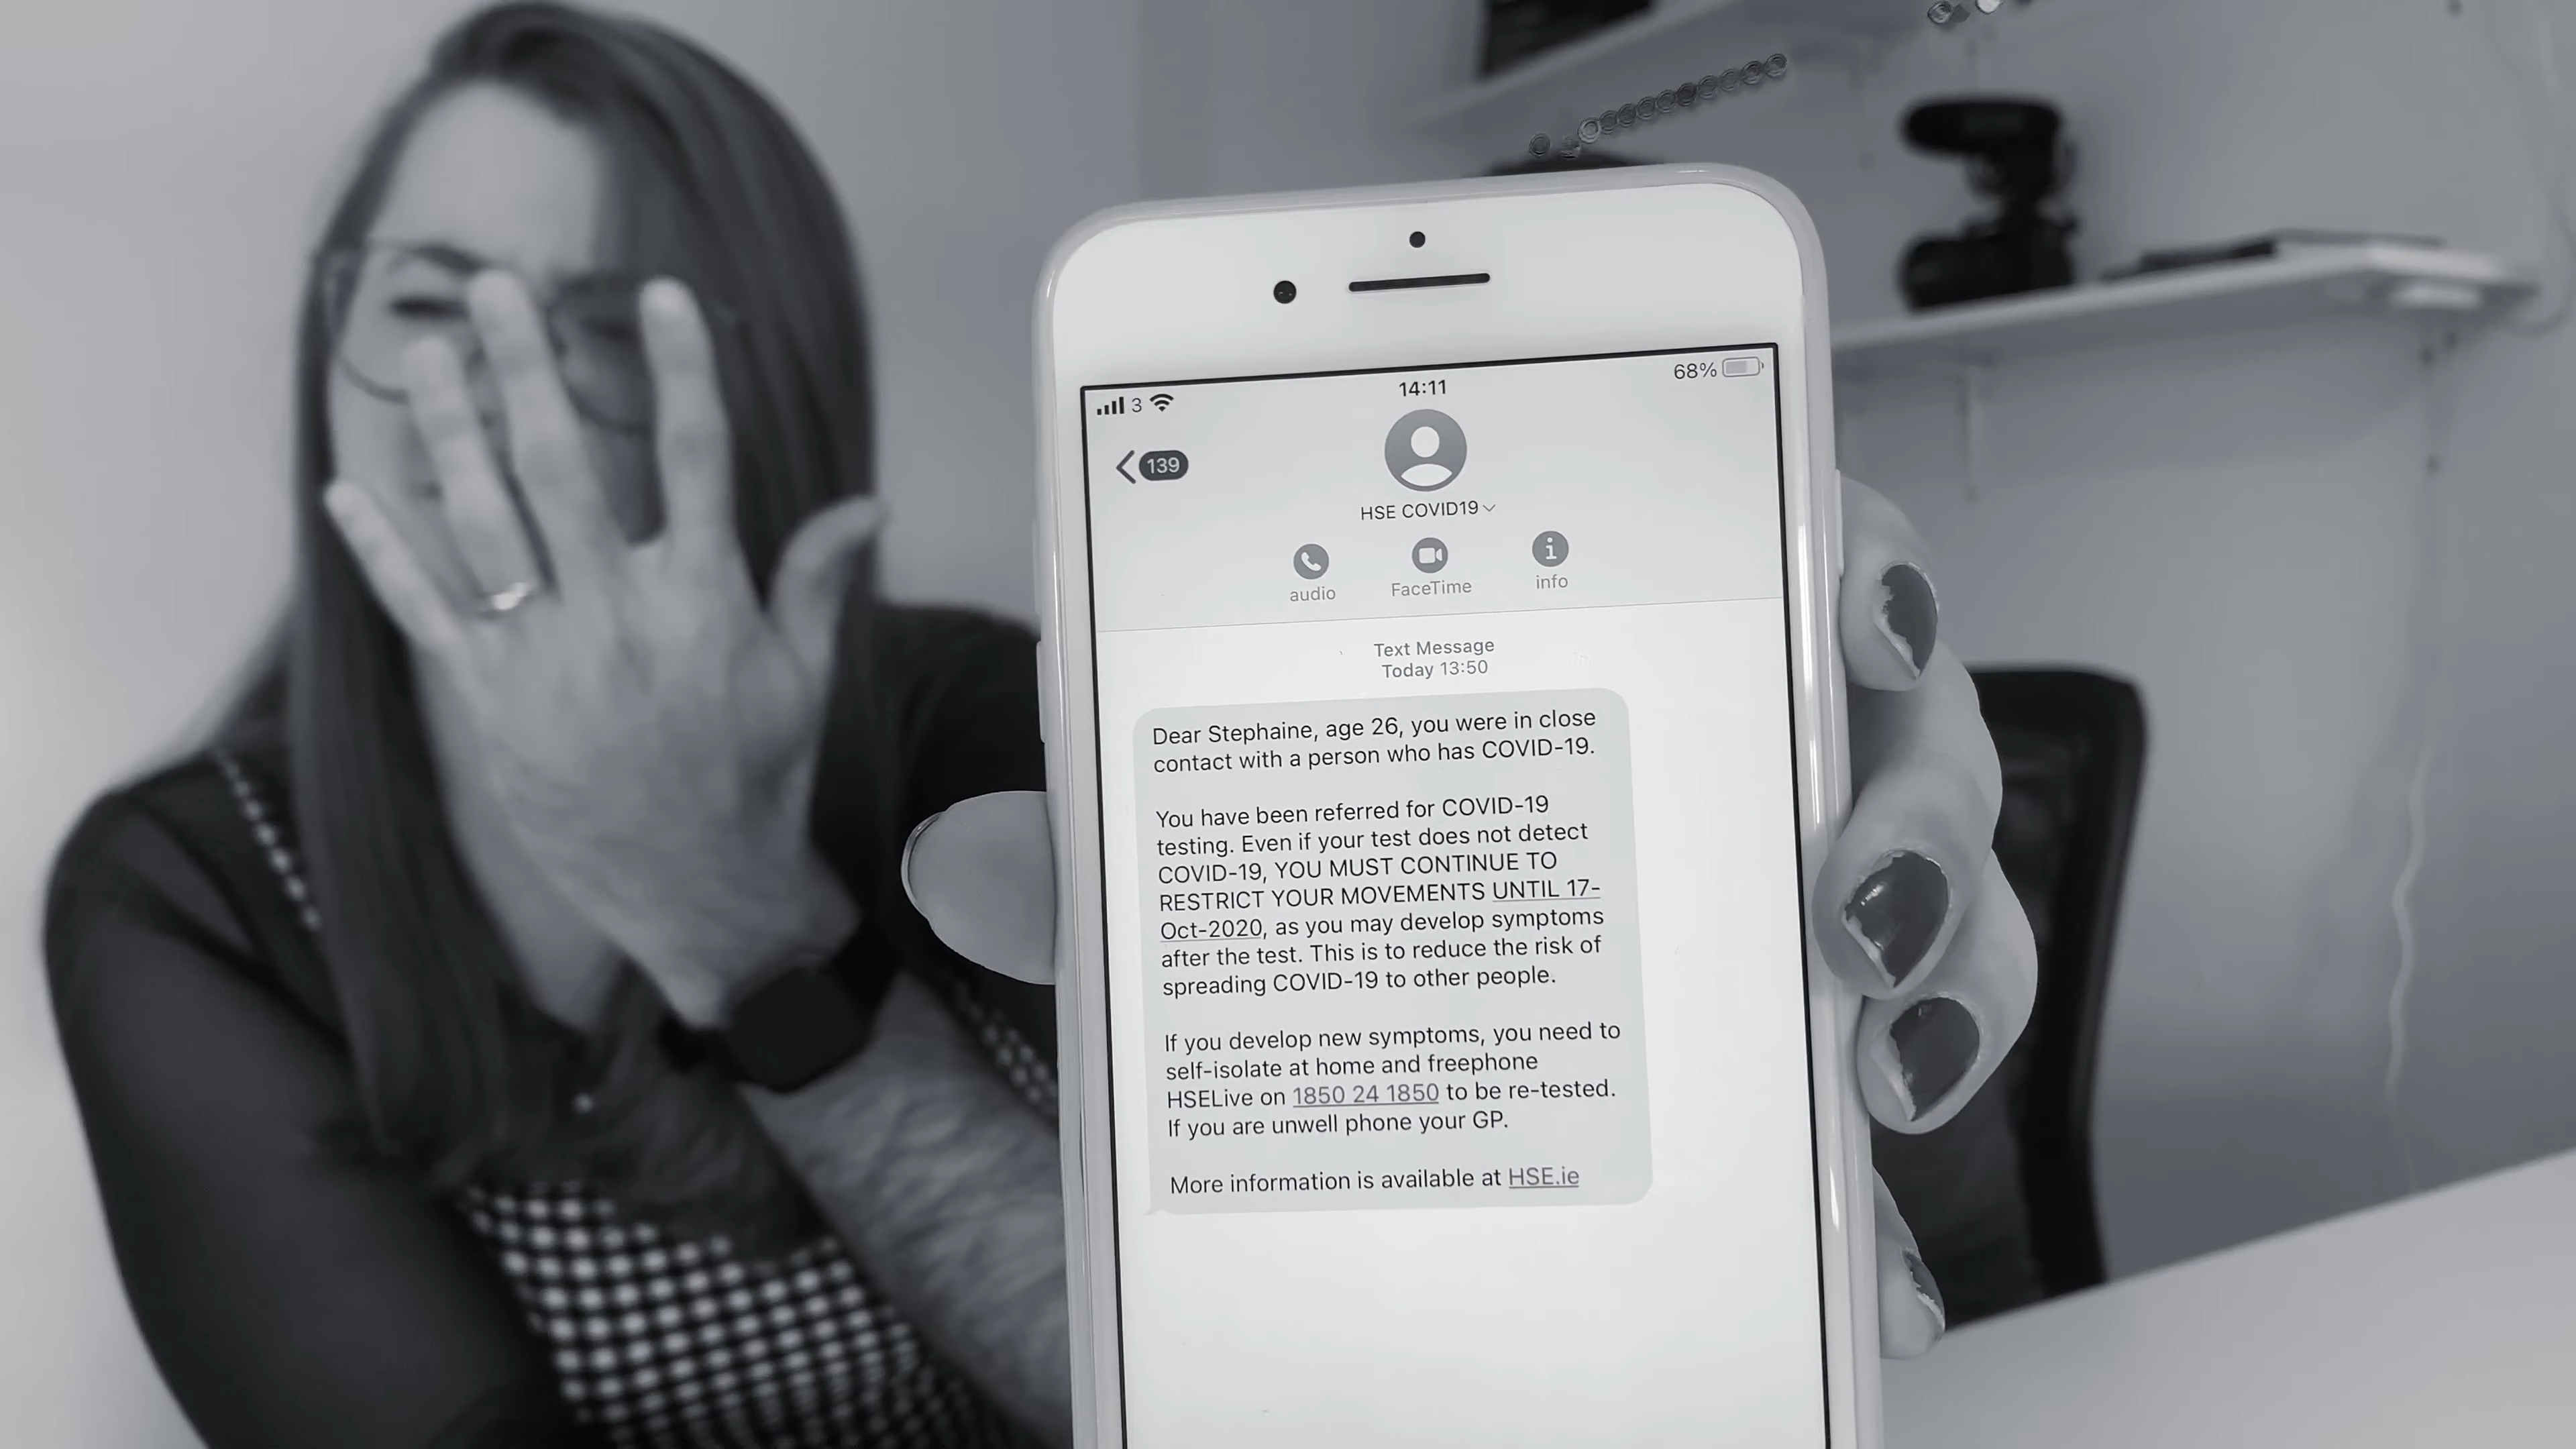 14:11
68%
3
139
HSE COVID19
audio
FaceTime
info
Text Message
Today 13:50
Dear Stephaine, age 26, you were in close
contact with a person who has COVID-19.
You have been referred for COVID-19
testing. Even if your test does not detect
COVID-19, YOU MUST CONTINUE TO
RESTRICT YOUR MOVEMENTS UNTIL 17-
Oct-2020, as you may develop symptoms
after the test. This is to reduce the risk of
spreading COVID-19 to other people.
If you develop new symptoms, you need to
self-isolate at home and freephone
HSELive on 1850 24 1850 to be re-tested.
If you are unwell phone your GP.
More information is available at HSE.ie